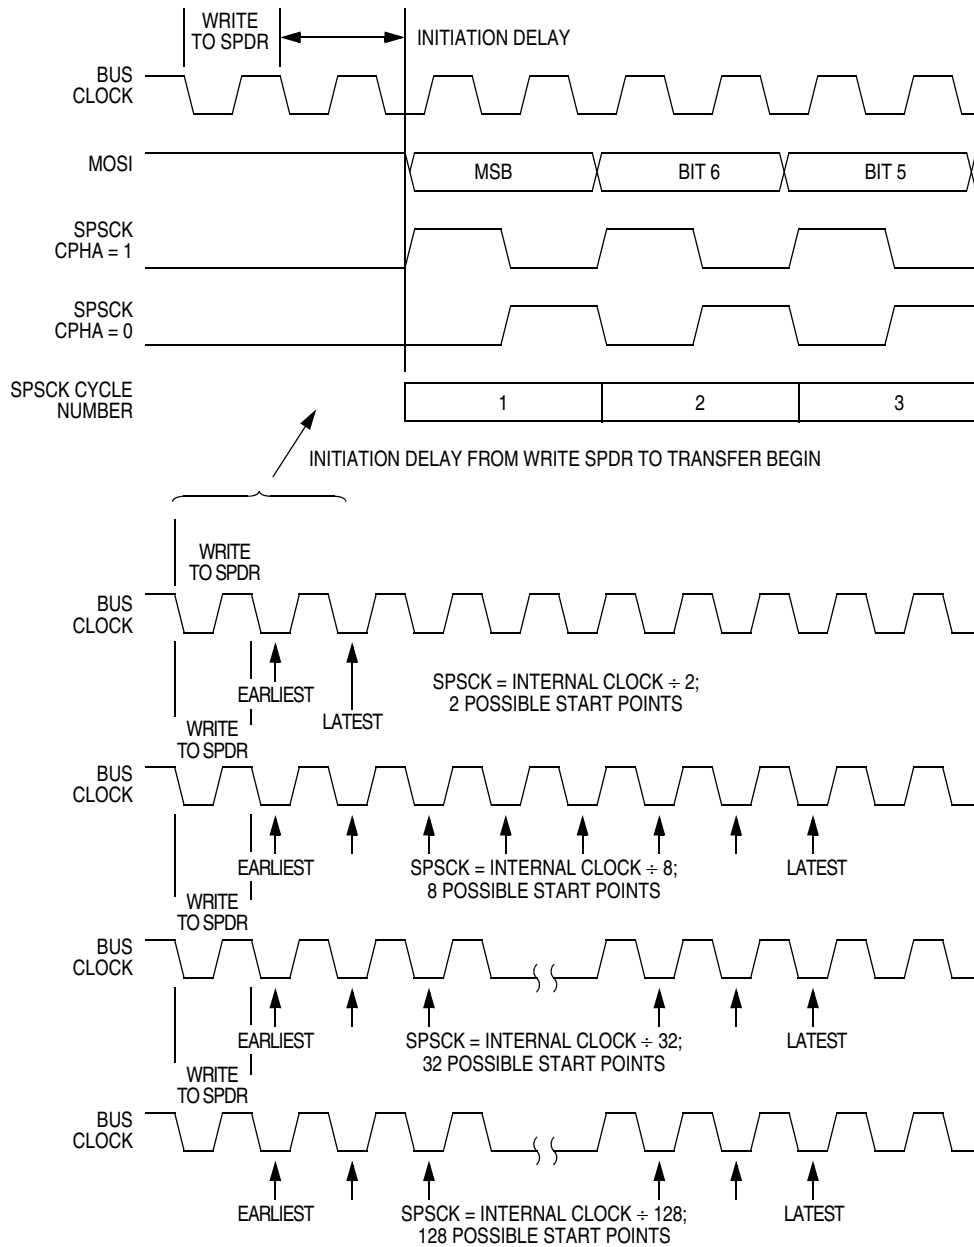 WRITE
TO SPDR
INITIATION DELAY
BUS
CLOCK
MOSI
MSB
BIT 6
BIT 5
SPSCK
CPHA = 1
SPSCK
CPHA = 0
SPSCK CYCLE
NUMBER
1
2
3
INITIATION DELAY FROM WRITE SPDR TO TRANSFER BEGIN
WRITE
TO SPDR
BUS
CLOCK
EARLIEST
LATEST
SPSCK = INTERNAL CLOCK ÷ 2;
2 POSSIBLE START POINTS
WRITE
TO SPDR
BUS
CLOCK
EARLIEST
SPSCK = INTERNAL CLOCK ÷ 8;
8 POSSIBLE START POINTS
LATEST
WRITE
TO SPDR
BUS
CLOCK
EARLIEST
SPSCK = INTERNAL CLOCK ÷ 32;
32 POSSIBLE START POINTS
LATEST
WRITE
TO SPDR
BUS
CLOCK
EARLIEST
SPSCK = INTERNAL CLOCK ÷ 128;
128 POSSIBLE START POINTS
LATEST